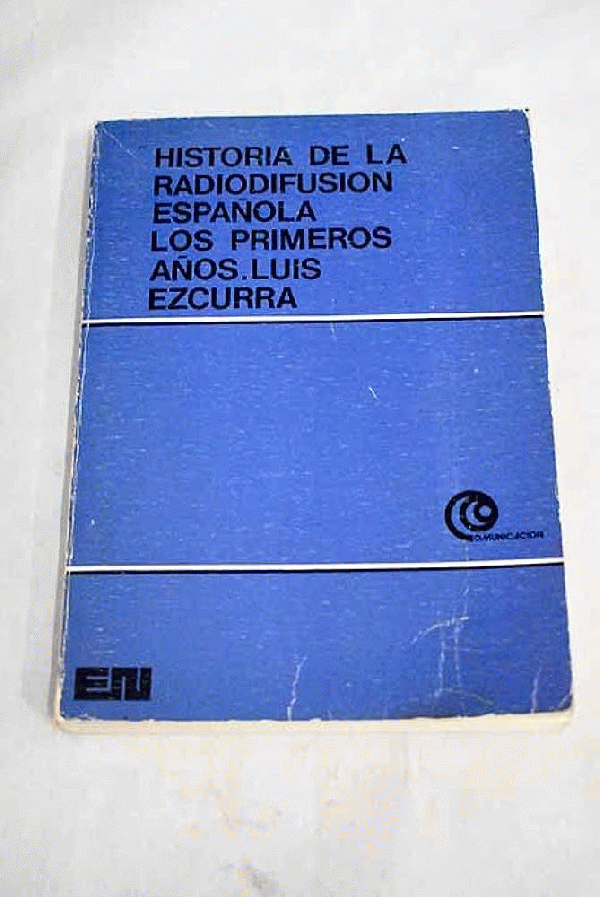 HISTORIA DE LA
RADIODIFUSION
ESPAÑOLA
LOS PRIMEROS
AÑOS. LUiS
EZCURRA
COMUNICACION
EN